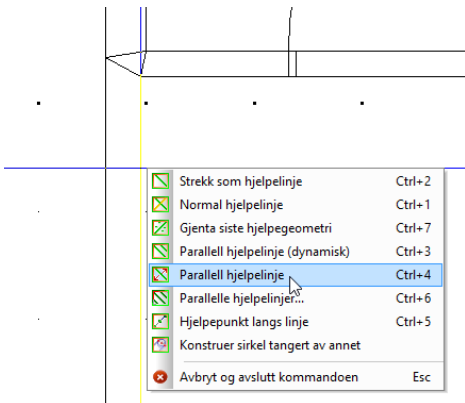 Strekk som hjelpelinje Ctrl+2
Normal hjelpelinje Ctrl+1
Gjenta siste hjelpegeometri Ctrl+7
Parallell hjelpelinje (dynamisk) Ctrl+3
Parallell hjelpelinje Ctrl+4
Parallelle hjelpelinjer... Ctrl+6
Hjelpepunkt langs linje Ctrl+5
Konstruer sirkel tangert av annet
Avbryt og avslutt kommandoen Esc